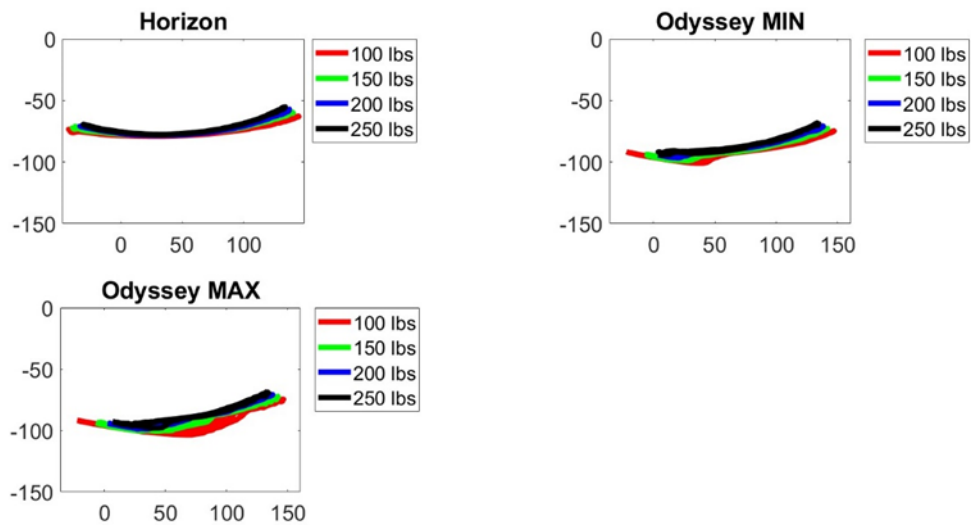 Horizon
0
-50
-100
-150
0 50 100
100 lbs
150 lbs
200 lbs
250 lbs
Odyssey MIN
0
-50
-100
-150
0 50 100 150
100 lbs
150 lbs
200 lbs
250 lbs
Odyssey MAX
0
-50
-100
-150
0 50 100 150
100 lbs
150 lbs
200 lbs
250 lbs